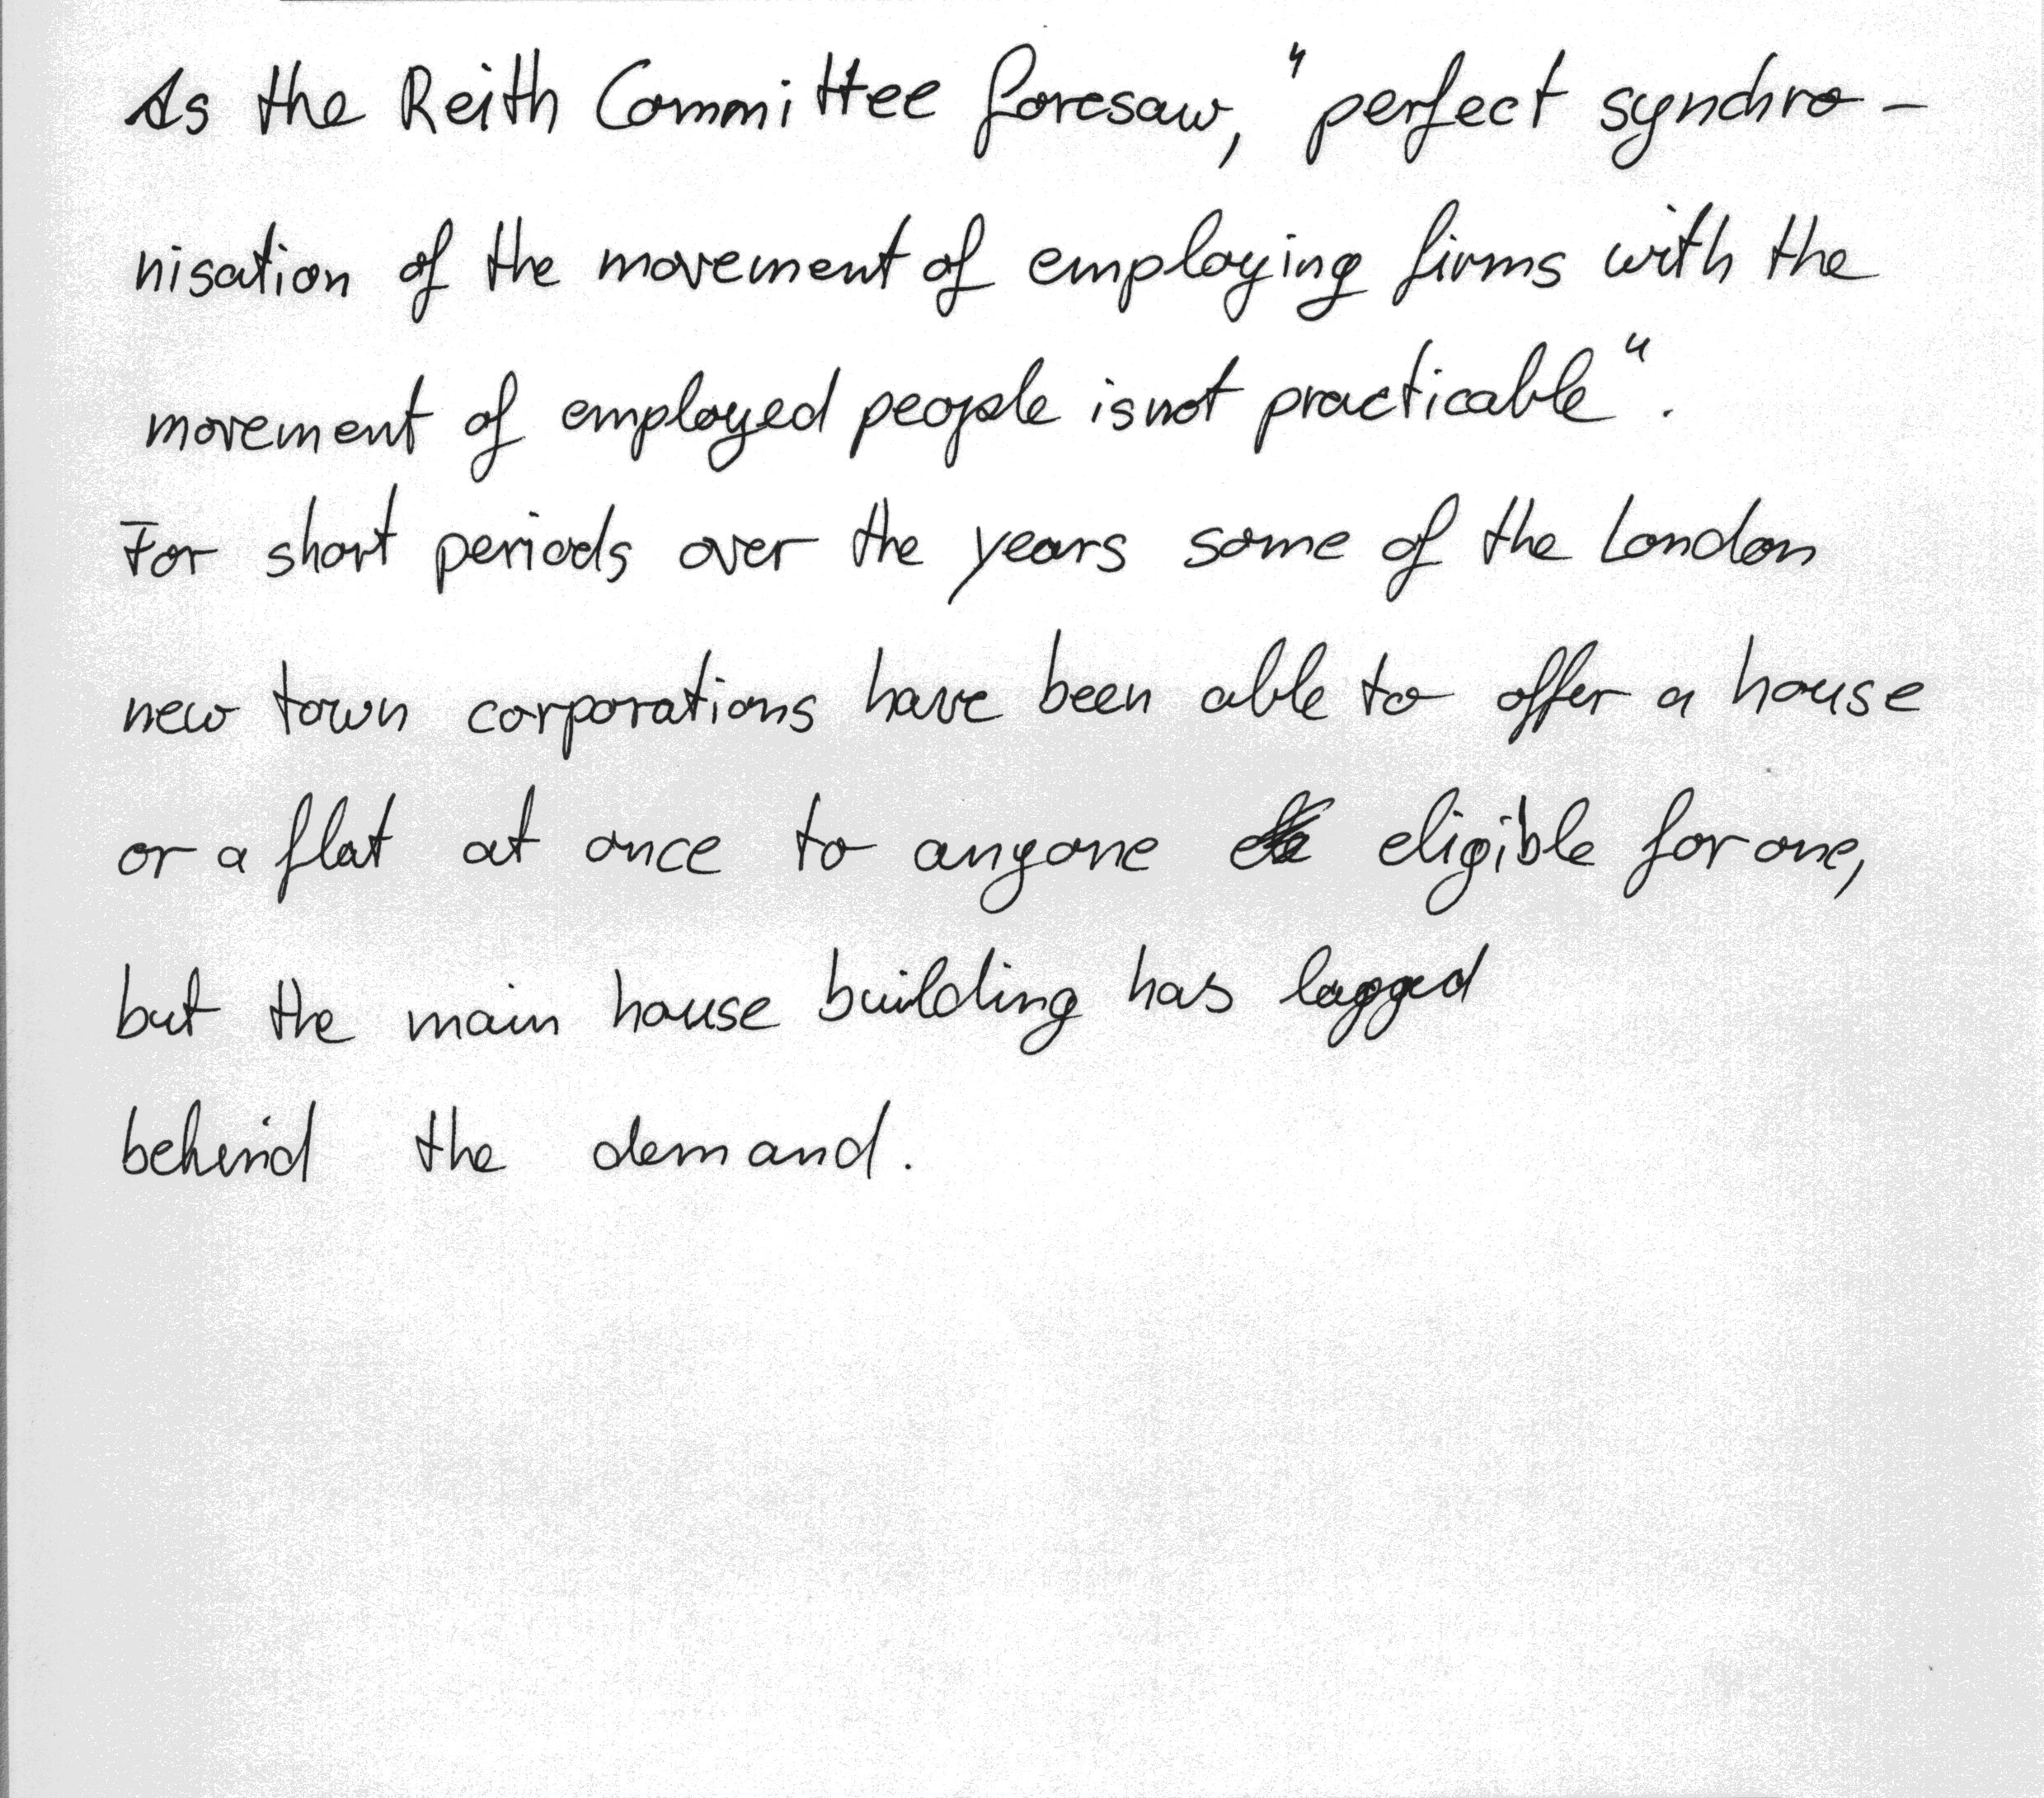 As the Reith Committee foresaw, "perfect synchro-
nisation of the movement of employing firms with the
movement of employed people is not practicable".
For short periods over the years some of the London
new town corporations have been able to offer a house
or a flat at once to anyone eligible for one,
but the main house building has lagged
behind the demand.